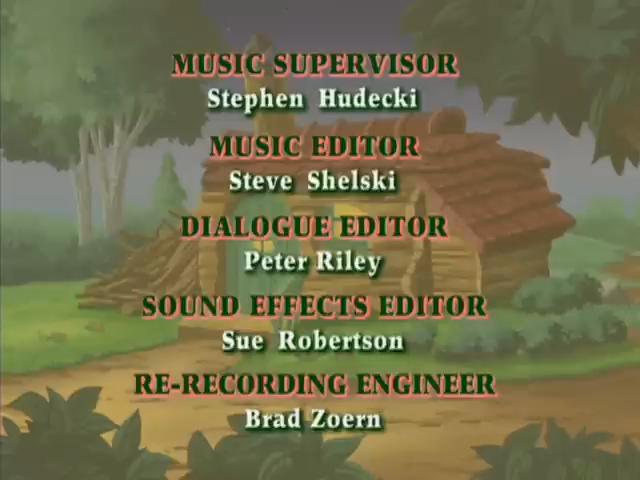 MUSIC SUPERVISOR
Stephen Hudecki
MUSIC EDITOR
Steve Shelski
DIALOGUE EDITOR
Peter Riley
SOUND EFFECTS EDITOR
Sue Robertson
RE-RECORDING ENGINEER
Brad Zoern